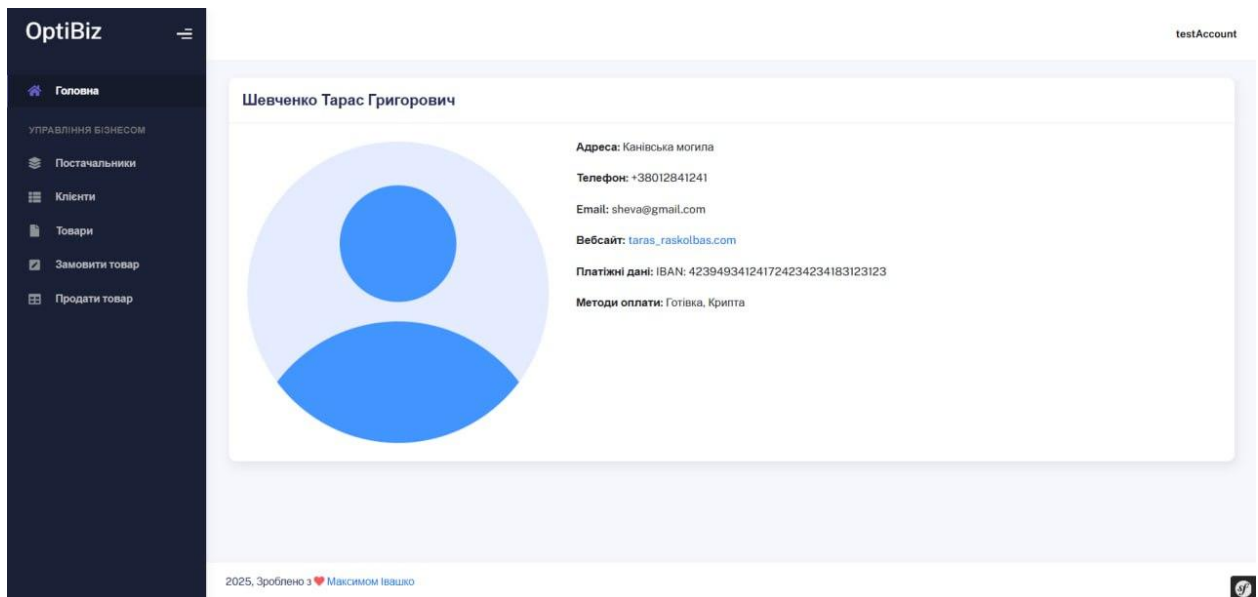 OptiBiz
testAccount
Головна
УПРАВЛІННЯ БІЗНЕСОМ
Постачальники
Клієнти
Товари
Замовити товар
Продати товар
Шевченко Тарас Григорович
Адреса: Канівська могила
Телефон: +38012841241
Email: sheva@gmail.com
Вебсайт: taras_raskolbas.com
Платіжні дані: IBAN: 423949341241724234234183123123
Методи оплати: Готівка, Крипта
2025, Зроблено з ❤ Максимом Івашко
sf